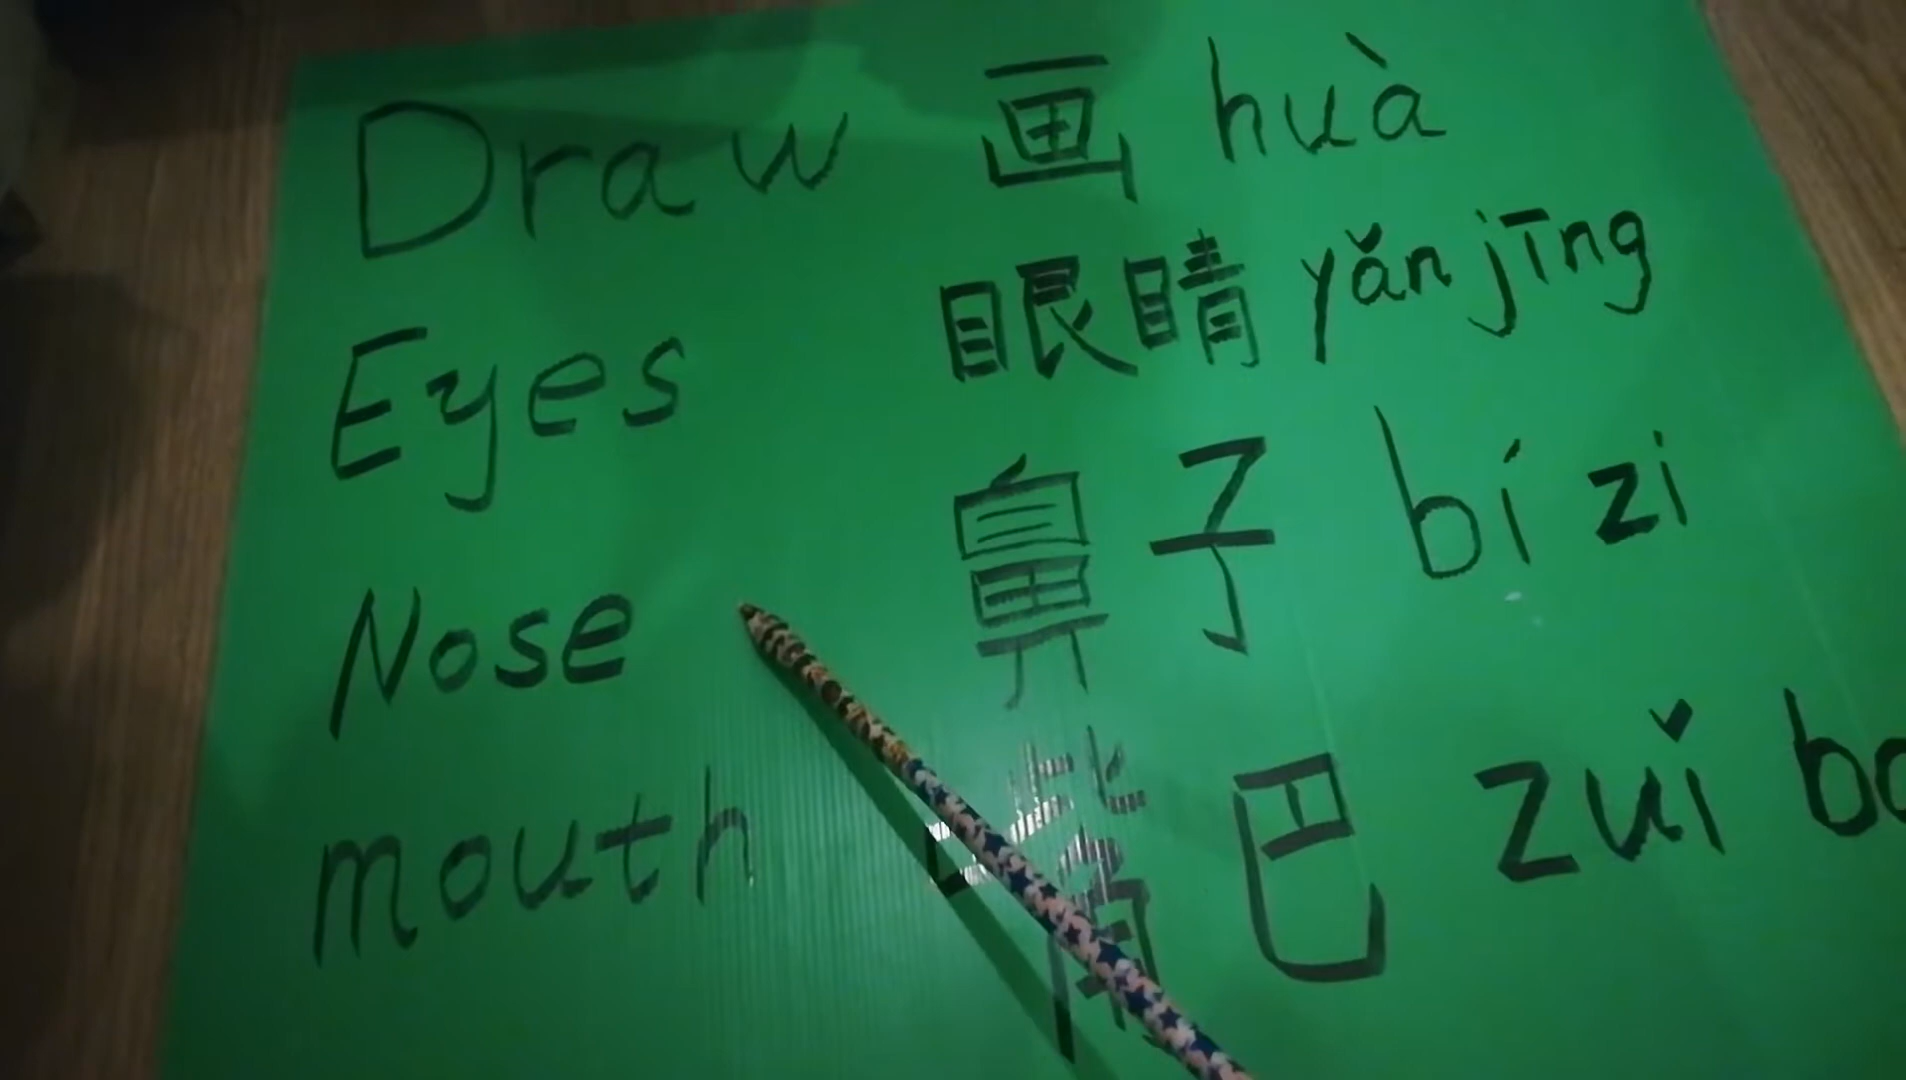 Draw 画 huà
Eyes 眼睛 yǎn jīng
Nose 鼻子 bí zi
mouth 嘴巴 zuǐ